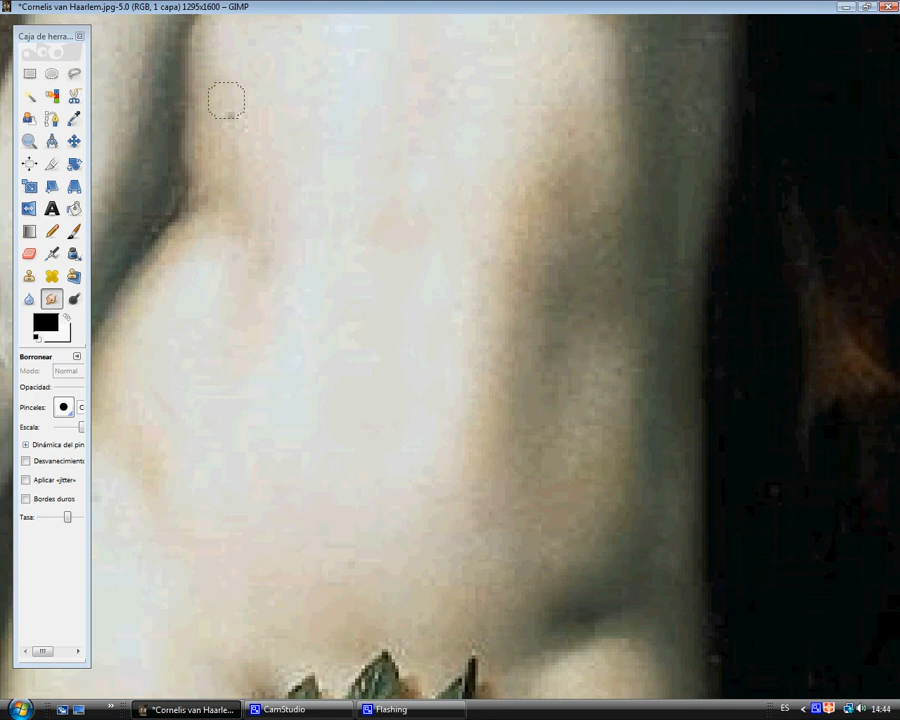 *Cornelis van Haarlem.jpg-5.0 (RGB, 1 capa) 1295x1600 – GIMP
Caja de herra...
Borronear
Modo: Normal
Opacidad:
Pinceles: C
Escala:
Dinámica del pin
Desvanecimiento
Aplicar «jitter»
Bordes duros
Tasa:
*Cornelis van Haarle... CamStudio Flashing ES 14:44